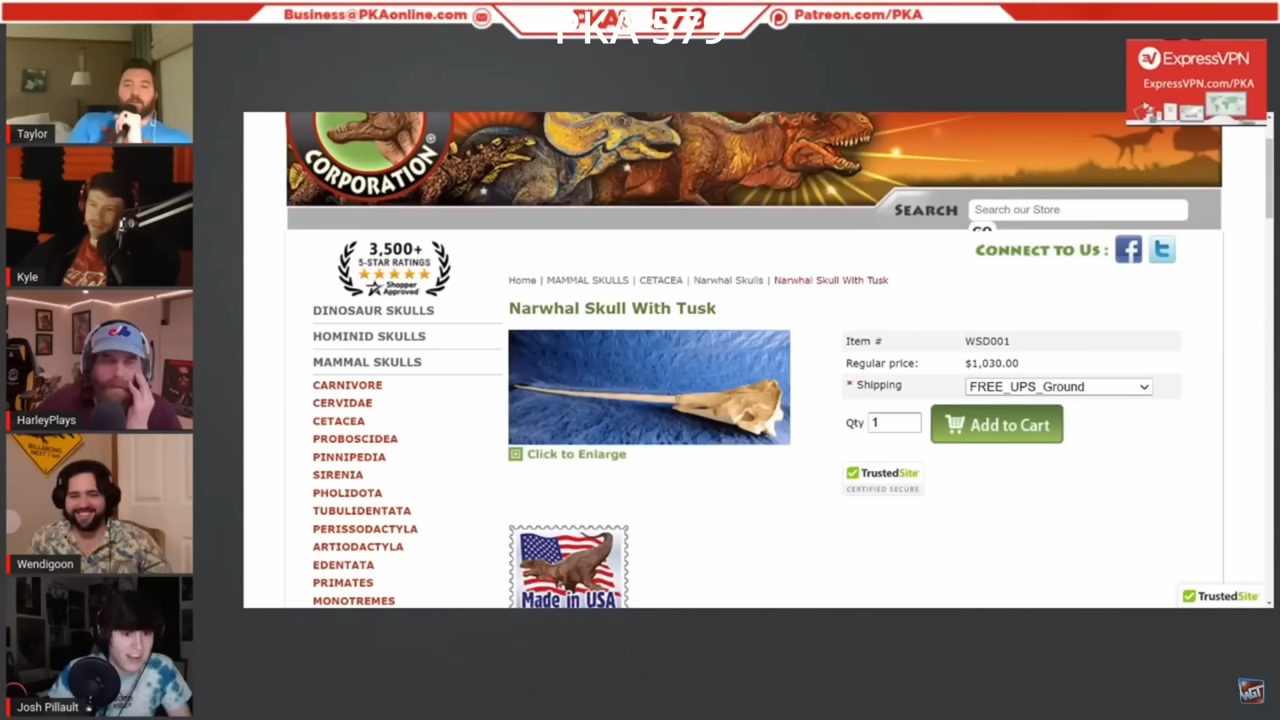 Business@PKAonline.com
PKA 579
Patreon.com/PKA
ExpressVPN
ExpressVPN.com/PKA
Taylor
Kyle
HarleyPlays
Wendigoon
Josh Pillault
CORPORATION®
SEARCH
Search our Store
GO
CONNECT TO US :
3,500+
5-STAR RATINGS
Shopper
Approved
Home | MAMMAL SKULLS | CETACEA | Narwhal Skulls | Narwhal Skull With Tusk
Narwhal Skull With Tusk
DINOSAUR SKULLS
HOMINID SKULLS
MAMMAL SKULLS
CARNIVORE
CERVIDAE
CETACEA
PROBOSCIDEA
PINNIPEDIA
SIRENIA
PHOLIDOTA
TUBULIDENTATA
PERISSODACTYLA
ARTIODACTYLA
EDENTATA
PRIMATES
MONOTREMES
Click to Enlarge
Made in USA
Item # WSD001
Regular price: $1,030.00
* Shipping FREE_UPS_Ground
Qty 1 Add to Cart
TrustedSite
CERTIFIED SECURE
TrustedSite
WGT